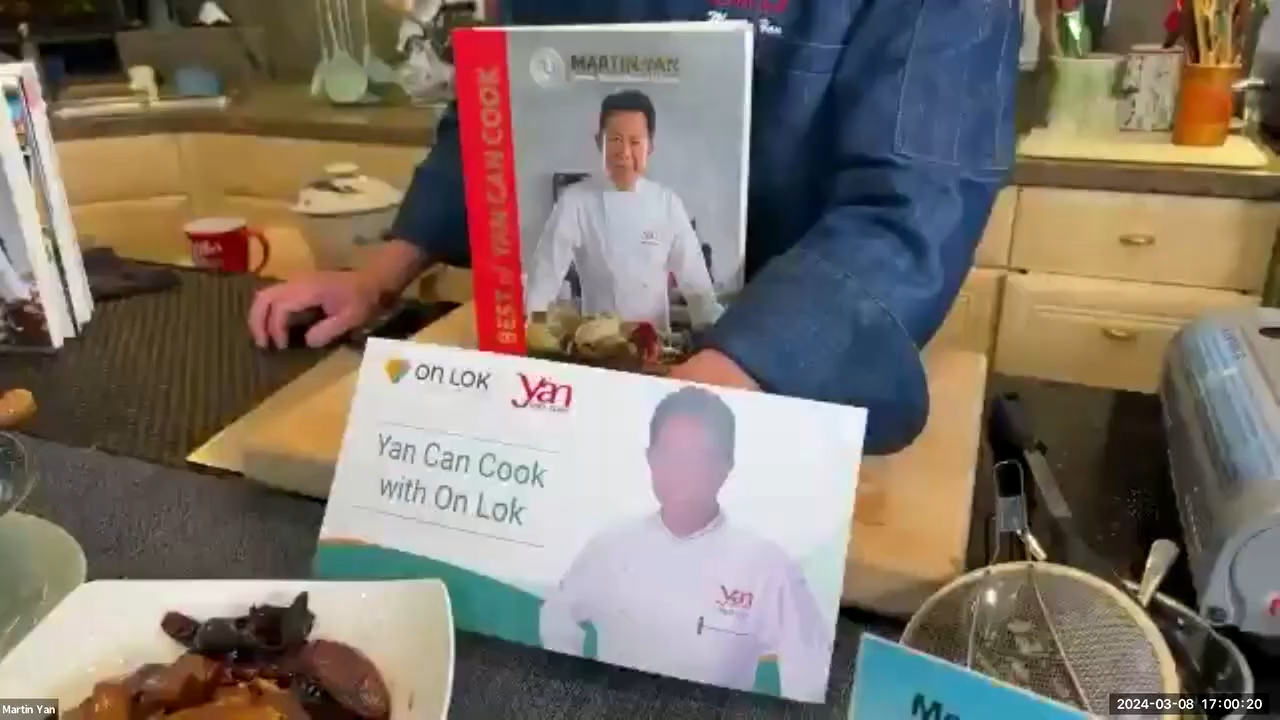 MARTIN YAN
BEST of YAN CAN COOK
ON LOK
yan
Yan Can Cook
with On Lok
yan
Martin Yan
2024-03-08 17:00:20